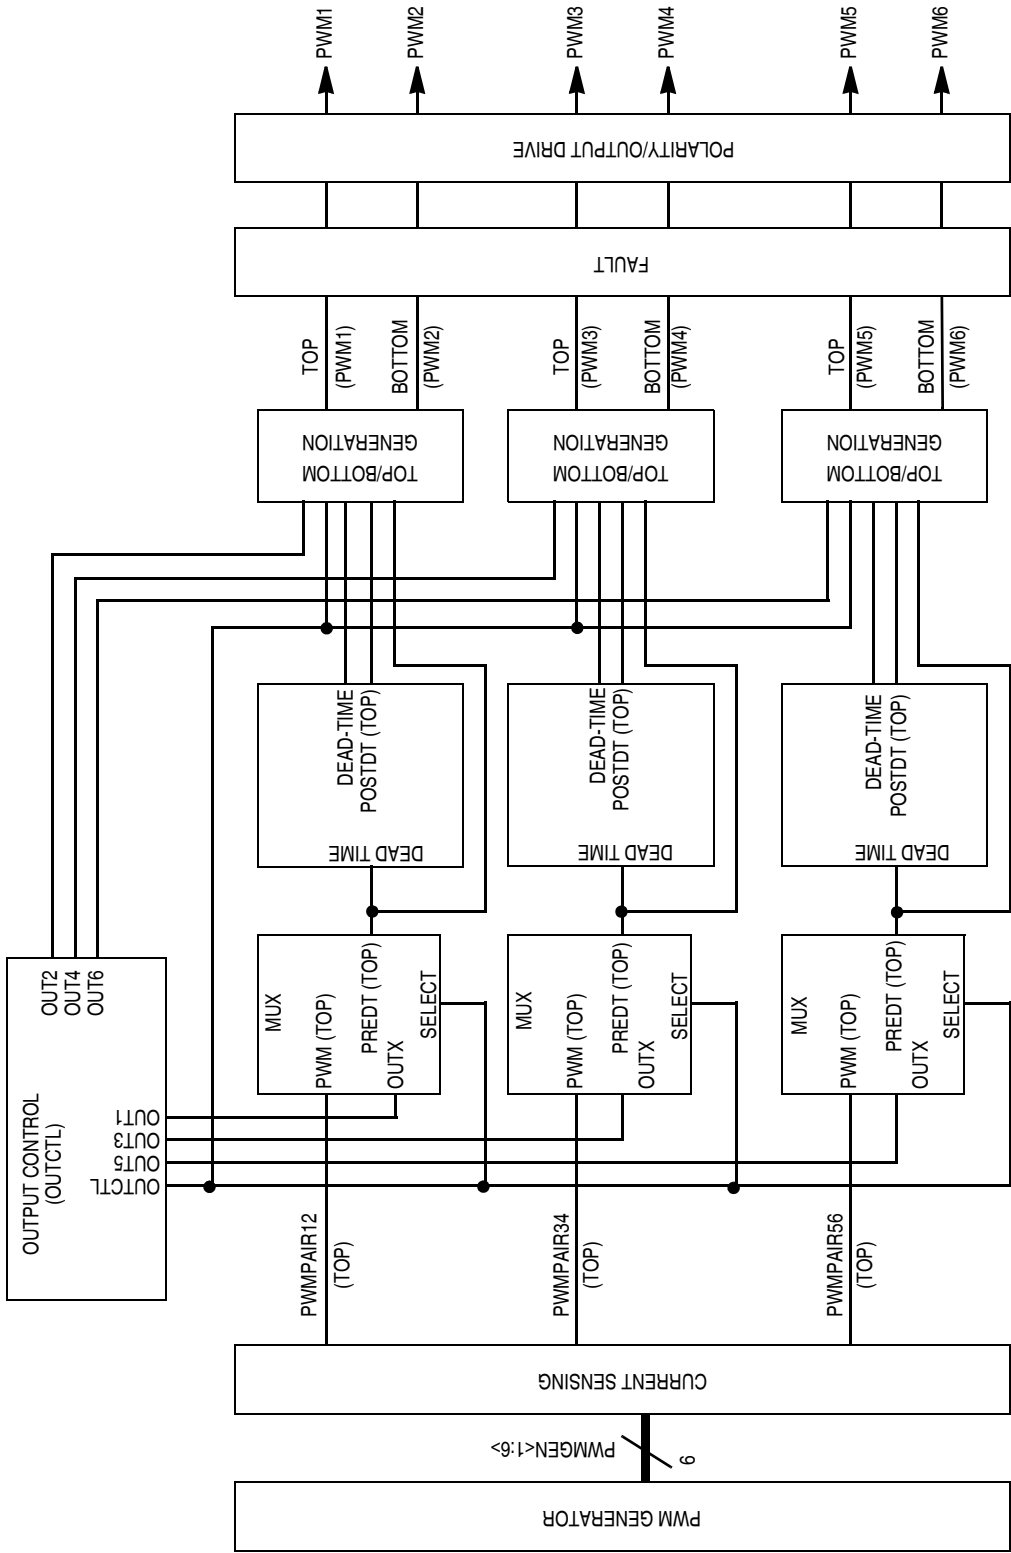 OUTPUT CONTROL
(OUTCTL)
OUT2
OUT4
OUT6
OUT1
OUT3
OUT5
OUTCTL
PWM GENERATOR
PWMGEN<1:6>
6
CURRENT SENSING
PWMPAIR12
(TOP)
MUX
PWM (TOP)
PREDT (TOP)
OUTX
SELECT
DEAD TIME
DEAD-TIME
POSTDT (TOP)
TOP/BOTTOM
GENERATION
TOP
(PWM1)
BOTTOM
(PWM2)
PWMPAIR34
(TOP)
MUX
PWM (TOP)
PREDT (TOP)
OUTX
SELECT
DEAD TIME
DEAD-TIME
POSTDT (TOP)
TOP/BOTTOM
GENERATION
TOP
(PWM3)
BOTTOM
(PWM4)
PWMPAIR56
(TOP)
MUX
PWM (TOP)
PREDT (TOP)
OUTX
SELECT
DEAD TIME
DEAD-TIME
POSTDT (TOP)
TOP/BOTTOM
GENERATION
TOP
(PWM5)
BOTTOM
(PWM6)
FAULT
POLARITY/OUTPUT DRIVE
PWM1
PWM2
PWM3
PWM4
PWM5
PWM6